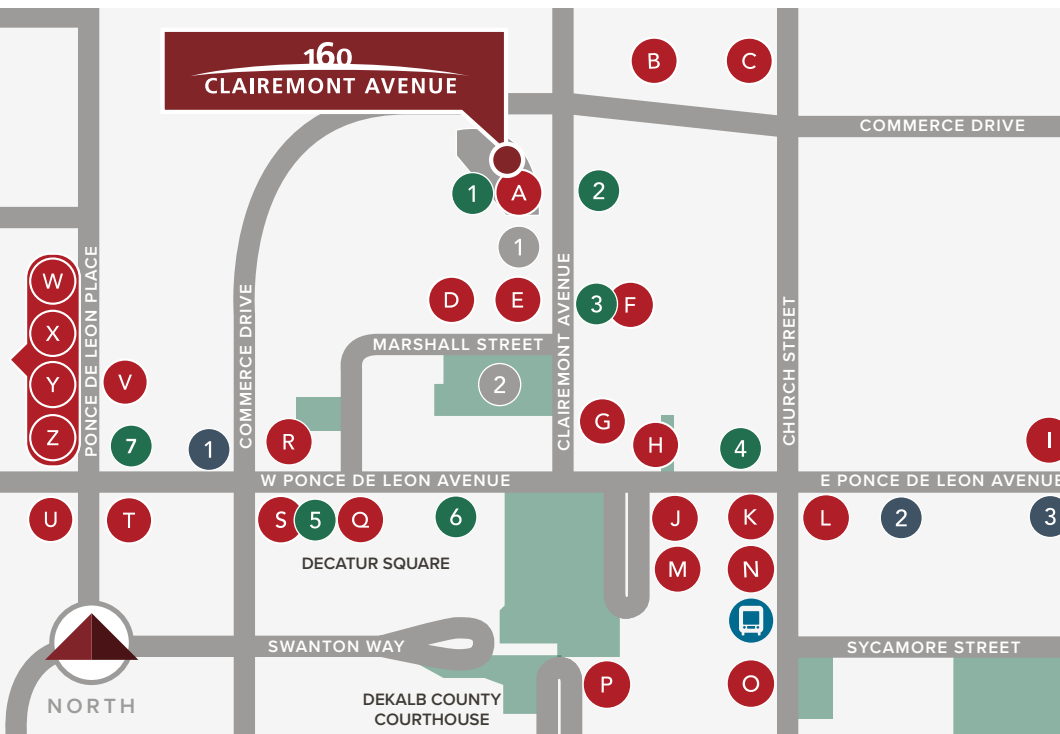 160
CLAIREMONT AVENUE
B
C
COMMERCE DRIVE
1
A
2
1
W
X
Y
Z
PONCE DE LEON PLACE
COMMERCE DRIVE
D
E
CLAIREMONT AVENUE
3
F
CHURCH STREET
MARSHALL STREET
2
V
7
1
R
G
H
4
I
W PONCE DE LEON AVENUE
E PONCE DE LEON AVENUE
U
T
S
5
Q
6
J
K
L
2
3
DECATUR SQUARE
M
N
SWANTON WAY
SYCAMORE STREET
NORTH
DEKALB COUNTY
COURTHOUSE
P
O